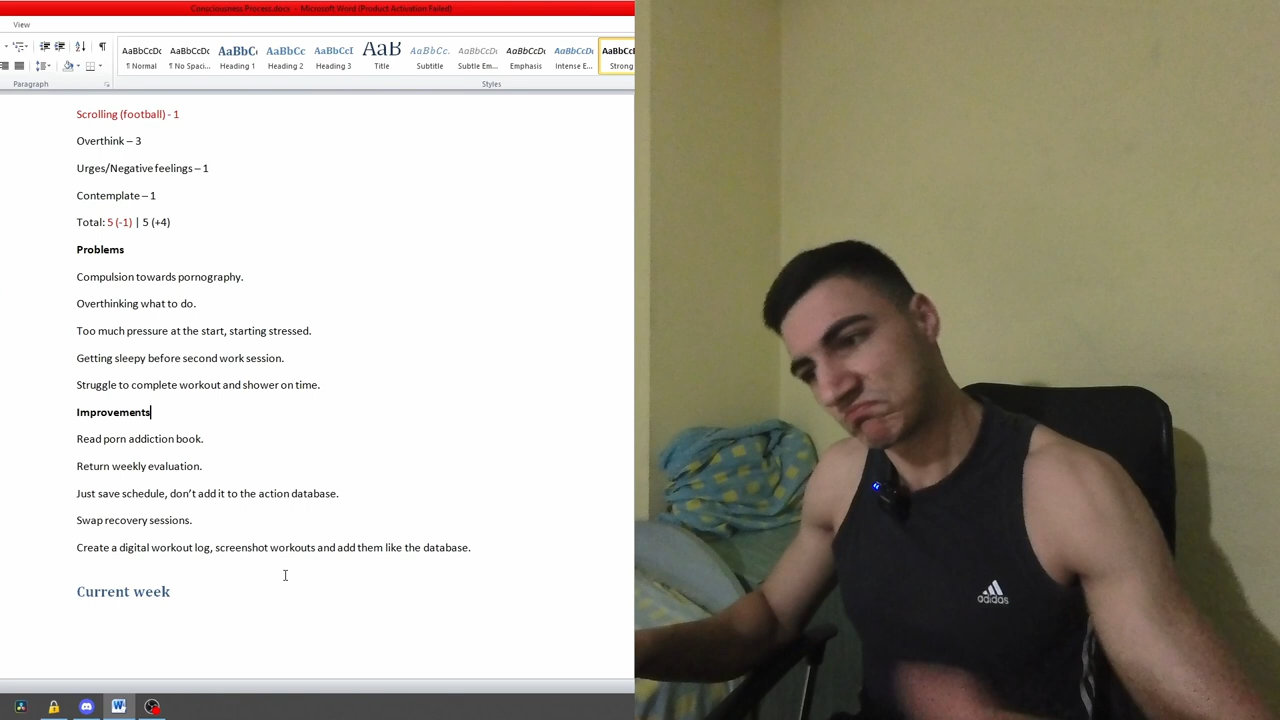 Consciousness Process.docx - Microsoft Word (Product Activation Failed)
View
AaBbCcDc AaBbCcDc AaBbC AaBbCc AaBbCcI AaB AaBbCc. AaBbCcDc AaBbCcDc AaBbCcDc AaBbCcD
¶ Normal ¶ No Spaci... Heading 1 Heading 2 Heading 3 Title Subtitle Subtle Em... Emphasis Intense E... Strong
Paragraph Styles
Scrolling (football) - 1
Overthink – 3
Urges/Negative feelings – 1
Contemplate – 1
Total: 5 (-1) | 5 (+4)
Problems
Compulsion towards pornography.
Overthinking what to do.
Too much pressure at the start, starting stressed.
Getting sleepy before second work session.
Struggle to complete workout and shower on time.
Improvements
Read porn addiction book.
Return weekly evaluation.
Just save schedule, don’t add it to the action database.
Swap recovery sessions.
Create a digital workout log, screenshot workouts and add them like the database.
Current week
adidas